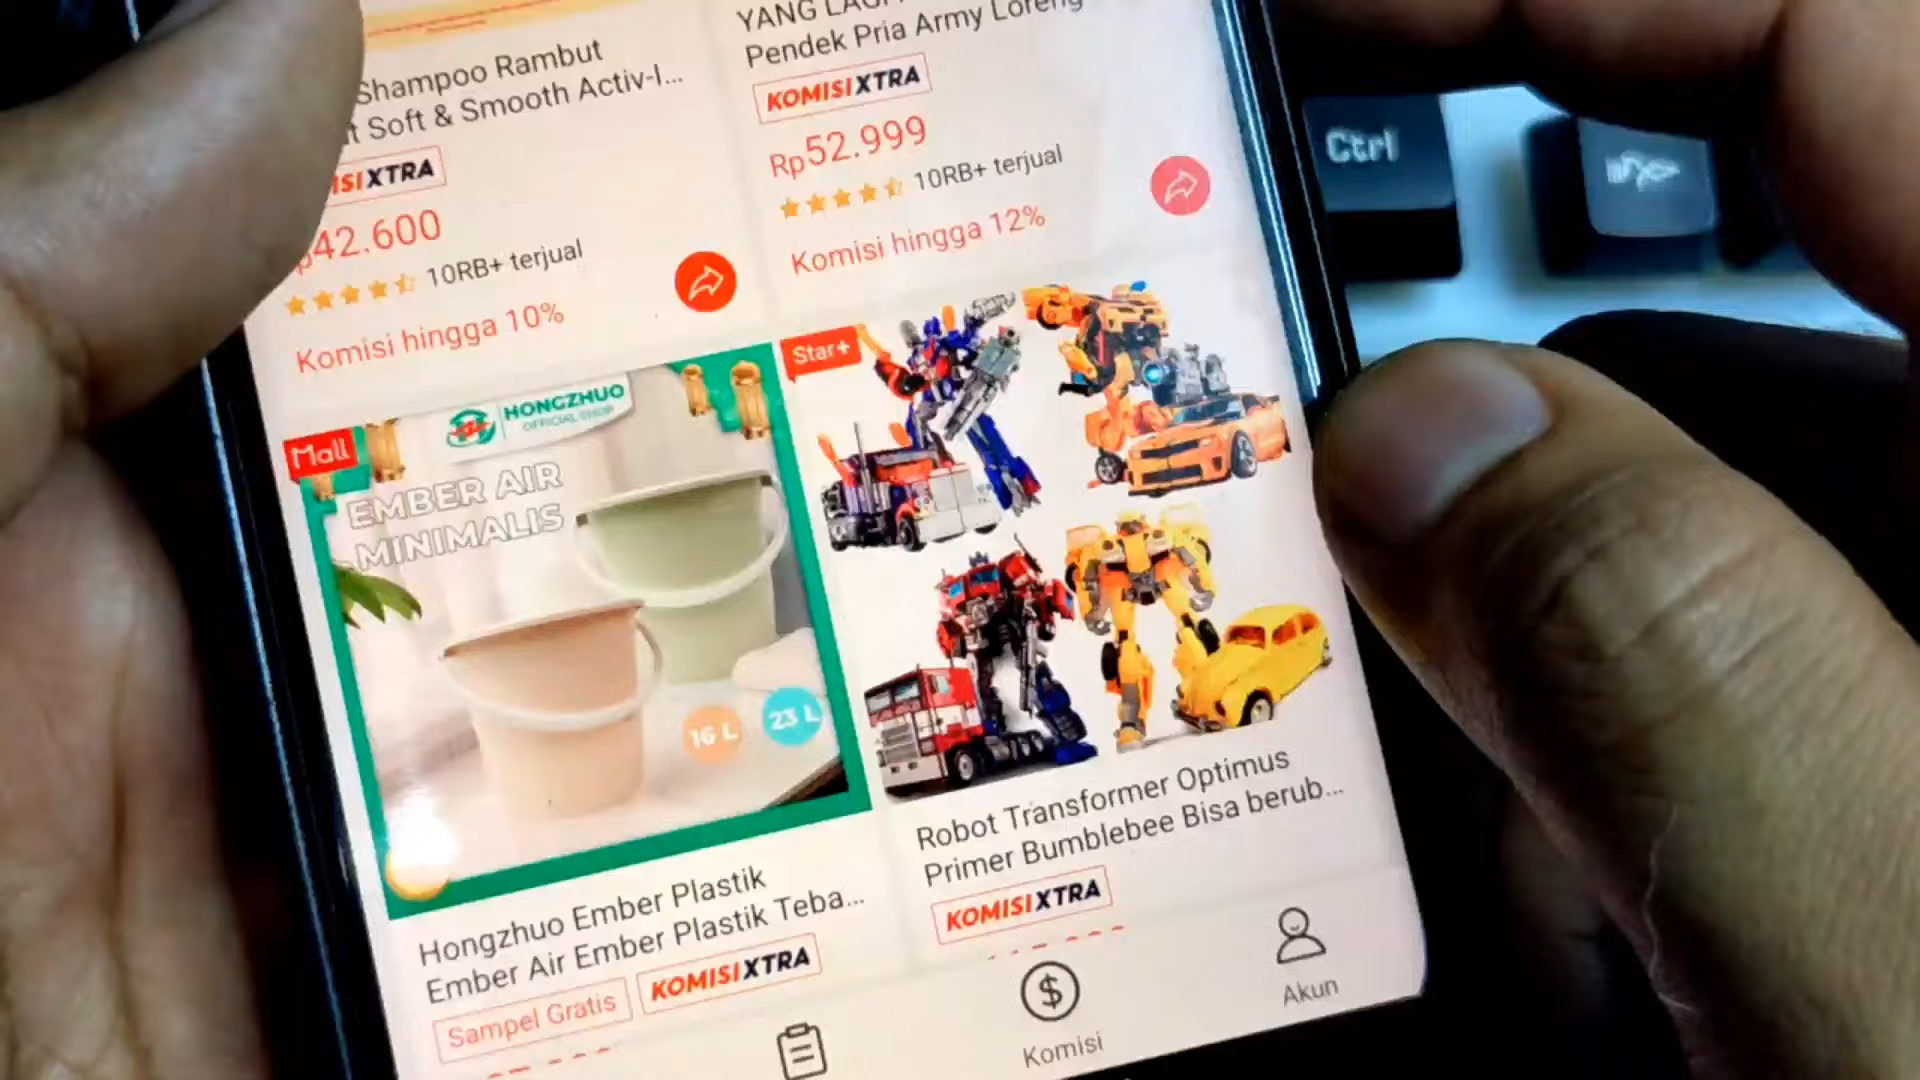 Shampoo Rambut
Soft & Smooth Activ-I...
XTRA
42.600
10RB+ terjual
Komisi hingga 10%
YANG
Pendek Pria Army Loreng
KOMISI XTRA
Rp52.999
10RB+ terjual
Komisi hingga 12%
Mall
HONGZHUO
OFFICIAL SHOP
EMBER AIR
MINIMALIS
16 L
23 L
Hongzhuo Ember Plastik
Ember Air Ember Plastik Teba...
Sampel Gratis
KOMISI XTRA
Star+
Robot Transformer Optimus
Primer Bumblebee Bisa berub...
KOMISI XTRA
$
Komisi
Akun
Ctrl